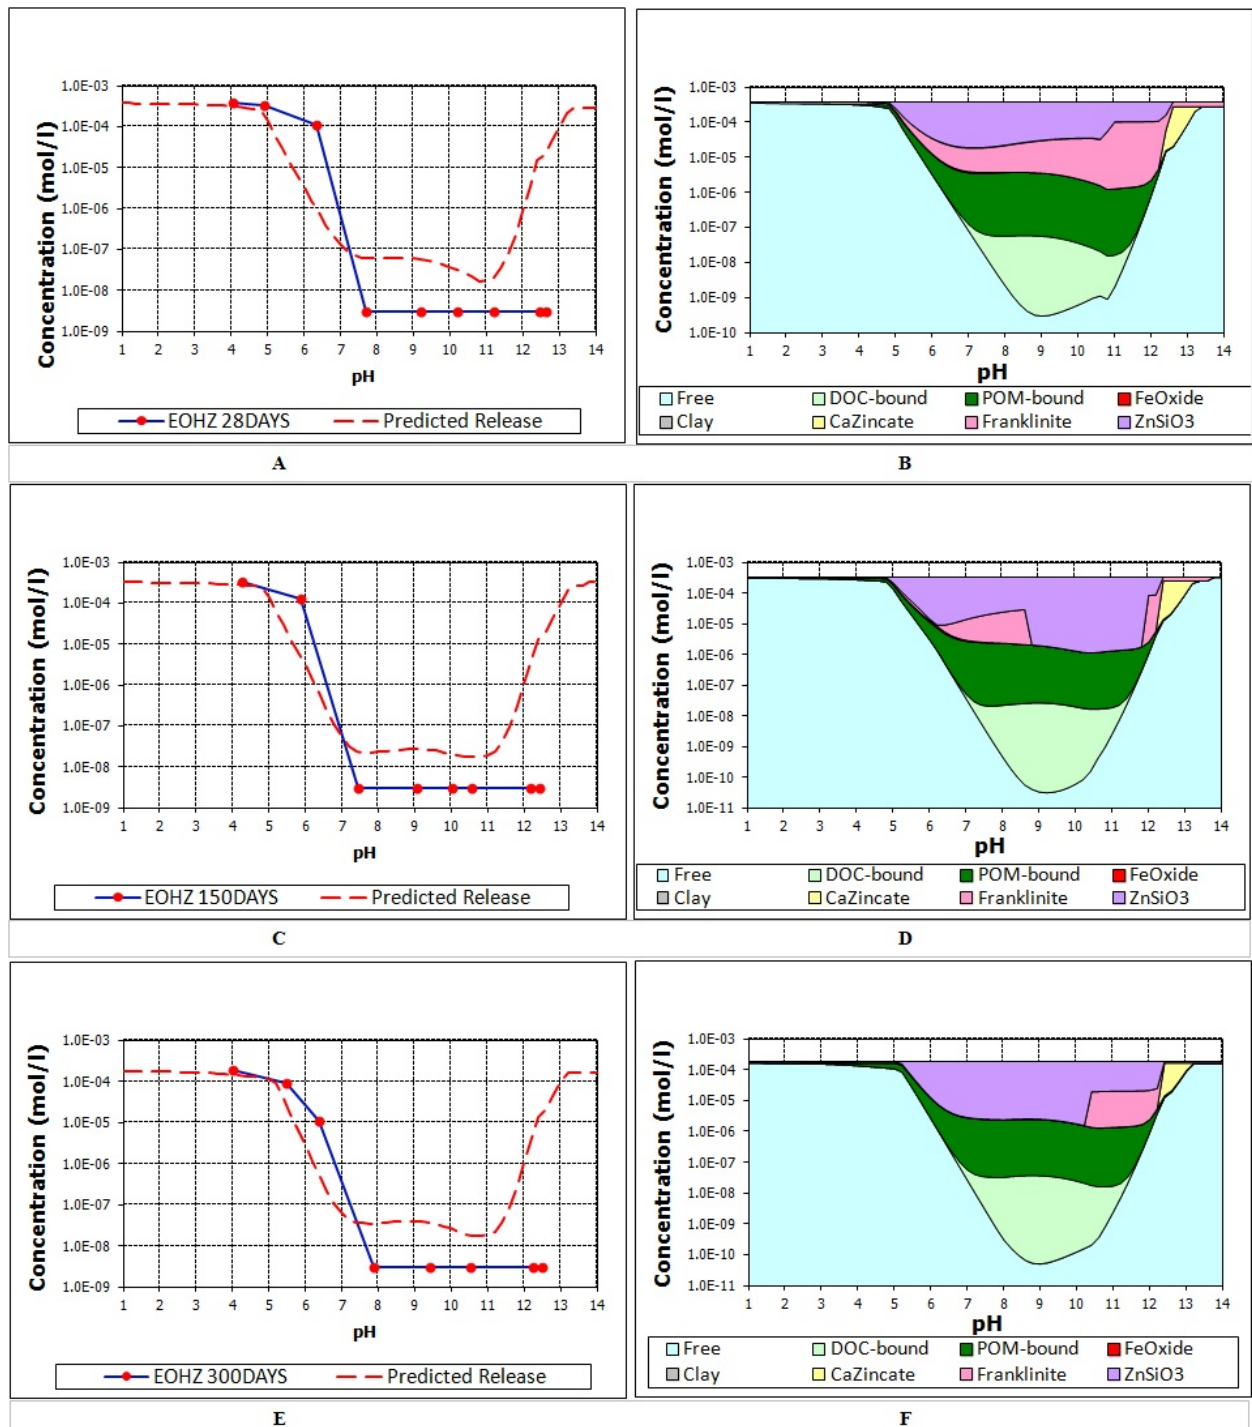 1.0E-03
1.0E-04
1.0E-05
1.0E-06
1.0E-07
1.0E-08
1.0E-09
Concentration (mol/l)
1 2 3 4 5 6 7 8 9 10 11 12 13 14
pH
EOHZ 28DAYS Predicted Release
A
1.0E-03
1.0E-04
1.0E-05
1.0E-06
1.0E-07
1.0E-08
1.0E-09
1.0E-10
Concentration (mol/l)
1 2 3 4 5 6 7 8 9 10 11 12 13 14
pH
Free DOC-bound POM-bound FeOxide
Clay CaZincate Franklinite ZnSiO3
B
1.0E-03
1.0E-04
1.0E-05
1.0E-06
1.0E-07
1.0E-08
1.0E-09
Concentration (mol/l)
1 2 3 4 5 6 7 8 9 10 11 12 13 14
pH
EOHZ 150DAYS Predicted Release
C
1.0E-03
1.0E-04
1.0E-05
1.0E-06
1.0E-07
1.0E-08
1.0E-09
1.0E-10
1.0E-11
Concentration (mol/l)
1 2 3 4 5 6 7 8 9 10 11 12 13 14
pH
Free DOC-bound POM-bound FeOxide
Clay CaZincate Franklinite ZnSiO3
D
1.0E-03
1.0E-04
1.0E-05
1.0E-06
1.0E-07
1.0E-08
1.0E-09
Concentration (mol/l)
1 2 3 4 5 6 7 8 9 10 11 12 13 14
pH
EOHZ 300DAYS Predicted Release
E
1.0E-03
1.0E-04
1.0E-05
1.0E-06
1.0E-07
1.0E-08
1.0E-09
1.0E-10
1.0E-11
Concentration (mol/l)
1 2 3 4 5 6 7 8 9 10 11 12 13 14
pH
Free DOC-bound POM-bound FeOxide
Clay CaZincate Franklinite ZnSiO3
F